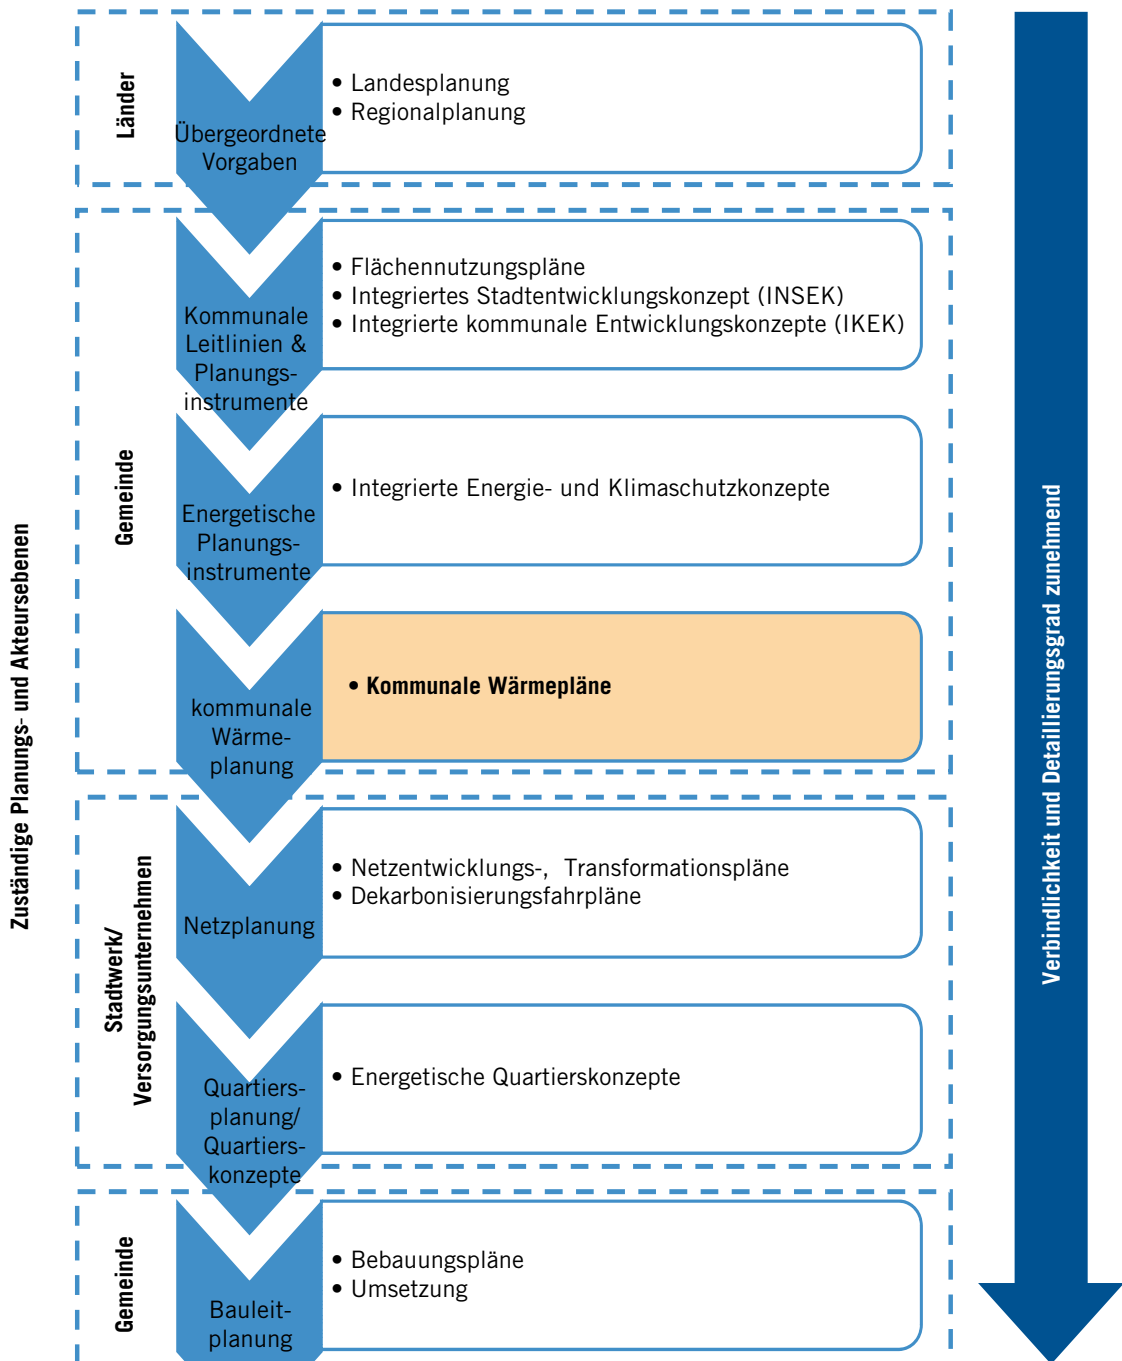 Zuständige Planungs- und Akteursebenen
Länder
Übergeordnete
Vorgaben
• Landesplanung
• Regionalplanung
Gemeinde
Kommunale
Leitlinien &
Planungs-
instrumente
• Flächennutzungspläne
• Integriertes Stadtentwicklungskonzept (INSEK)
• Integrierte kommunale Entwicklungskonzepte (IKEK)
Energetische
Planungs-
instrumente
• Integrierte Energie- und Klimaschutzkonzepte
kommunale
Wärme-
planung
• Kommunale Wärmepläne
Stadtwerk/
Versorgungsunternehmen
Netzplanung
• Netzentwicklungs-, Transformationspläne
• Dekarbonisierungsfahrpläne
Quartiers-
planung/
Quartiers-
konzepte
• Energetische Quartierskonzepte
Gemeinde
Bauleit-
planung
• Bebauungspläne
• Umsetzung
Verbindlichkeit und Detaillierungsgrad zunehmend